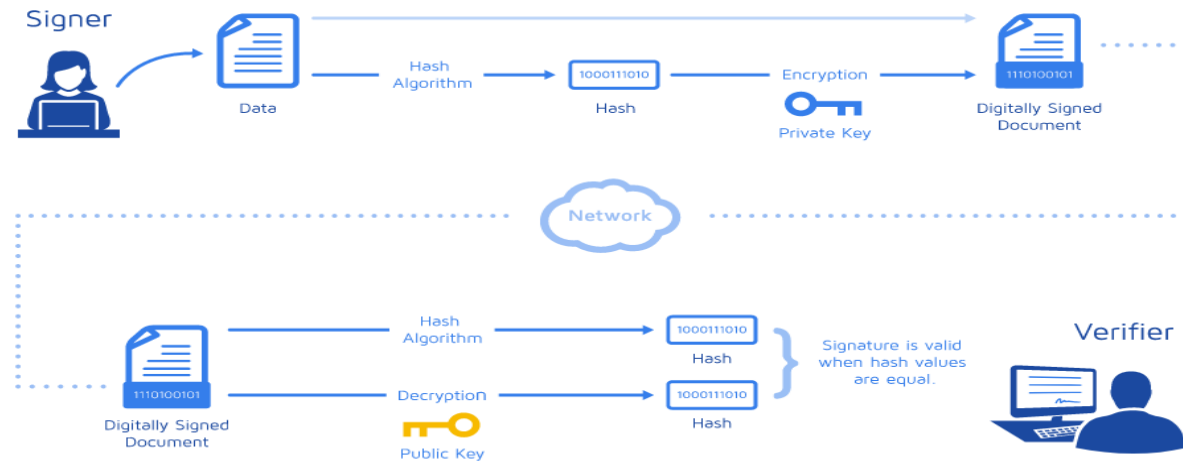 Signer
Data
Hash
Algorithm
1000111010
Hash
Encryption
Private Key
1110100101
Digitally Signed
Document
Network
1110100101
Digitally Signed
Document
Hash
Algorithm
1000111010
Hash
Decryption
Public Key
1000111010
Hash
Signature is valid
when hash values
are equal.
Verifier